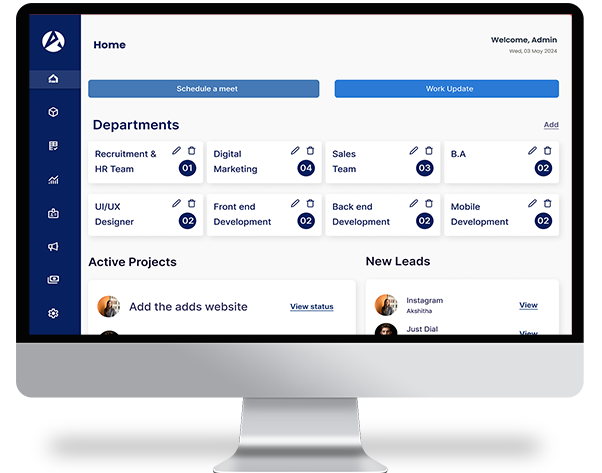 Home
Welcome, Admin
Wed, 03 May 2024
Schedule a meet
Work Update
Departments
Add
Recruitment &
HR Team
01
Digital
Marketing
04
Sales
Team
03
B.A
02
UI/UX
Designer
02
Front end
Development
02
Back end
Development
02
Mobile
Development
02
Active Projects
Add the adds website
View status
New Leads
Instagram
Akshitha
View
Just Dial
View